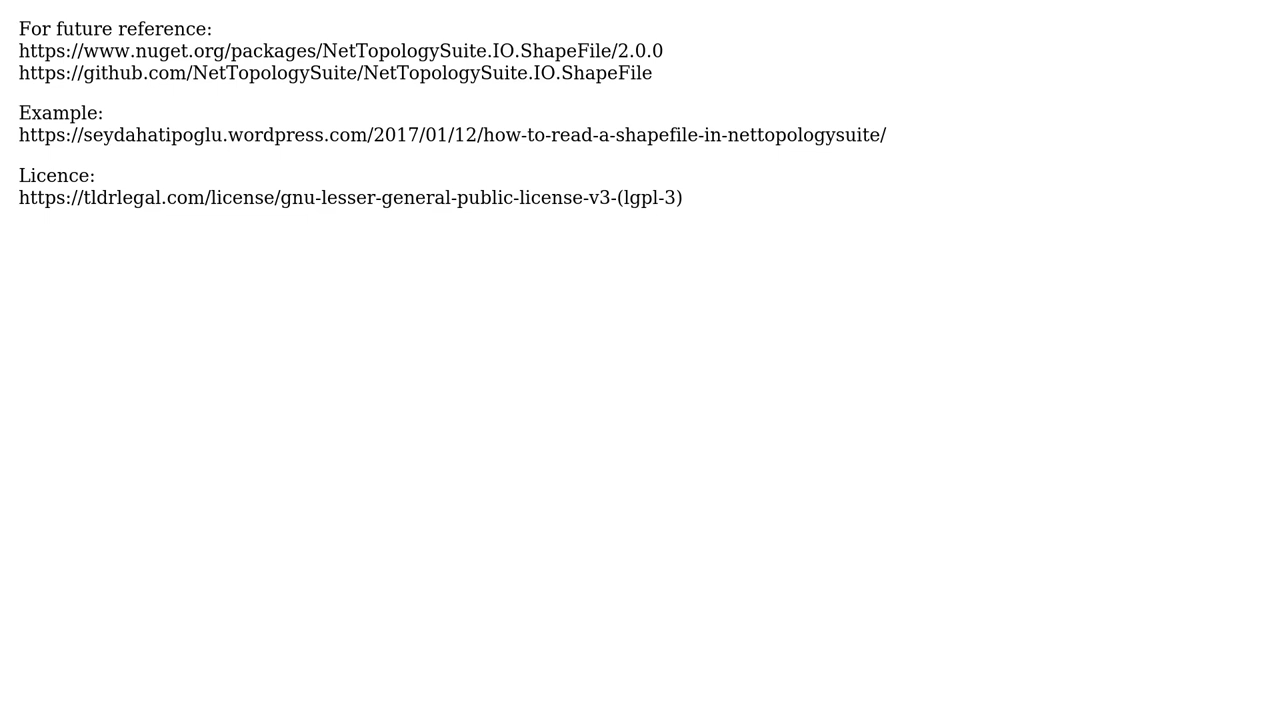 For future reference:
https://www.nuget.org/packages/NetTopologySuite.IO.ShapeFile/2.0.0
https://github.com/NetTopologySuite/NetTopologySuite.IO.ShapeFile
Example:
https://seydahatipoglu.wordpress.com/2017/01/12/how-to-read-a-shapefile-in-nettopologysuite/
Licence:
https://tldrlegal.com/license/gnu-lesser-general-public-license-v3-(lgpl-3)